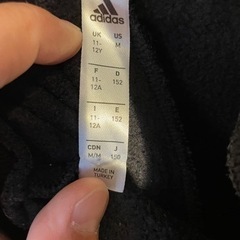 adidas
UK US
11- M
12Y
F D
11- 152
12A
I E
11- 152
12A
CDN J
M/M 150
MADE IN
TURKEY